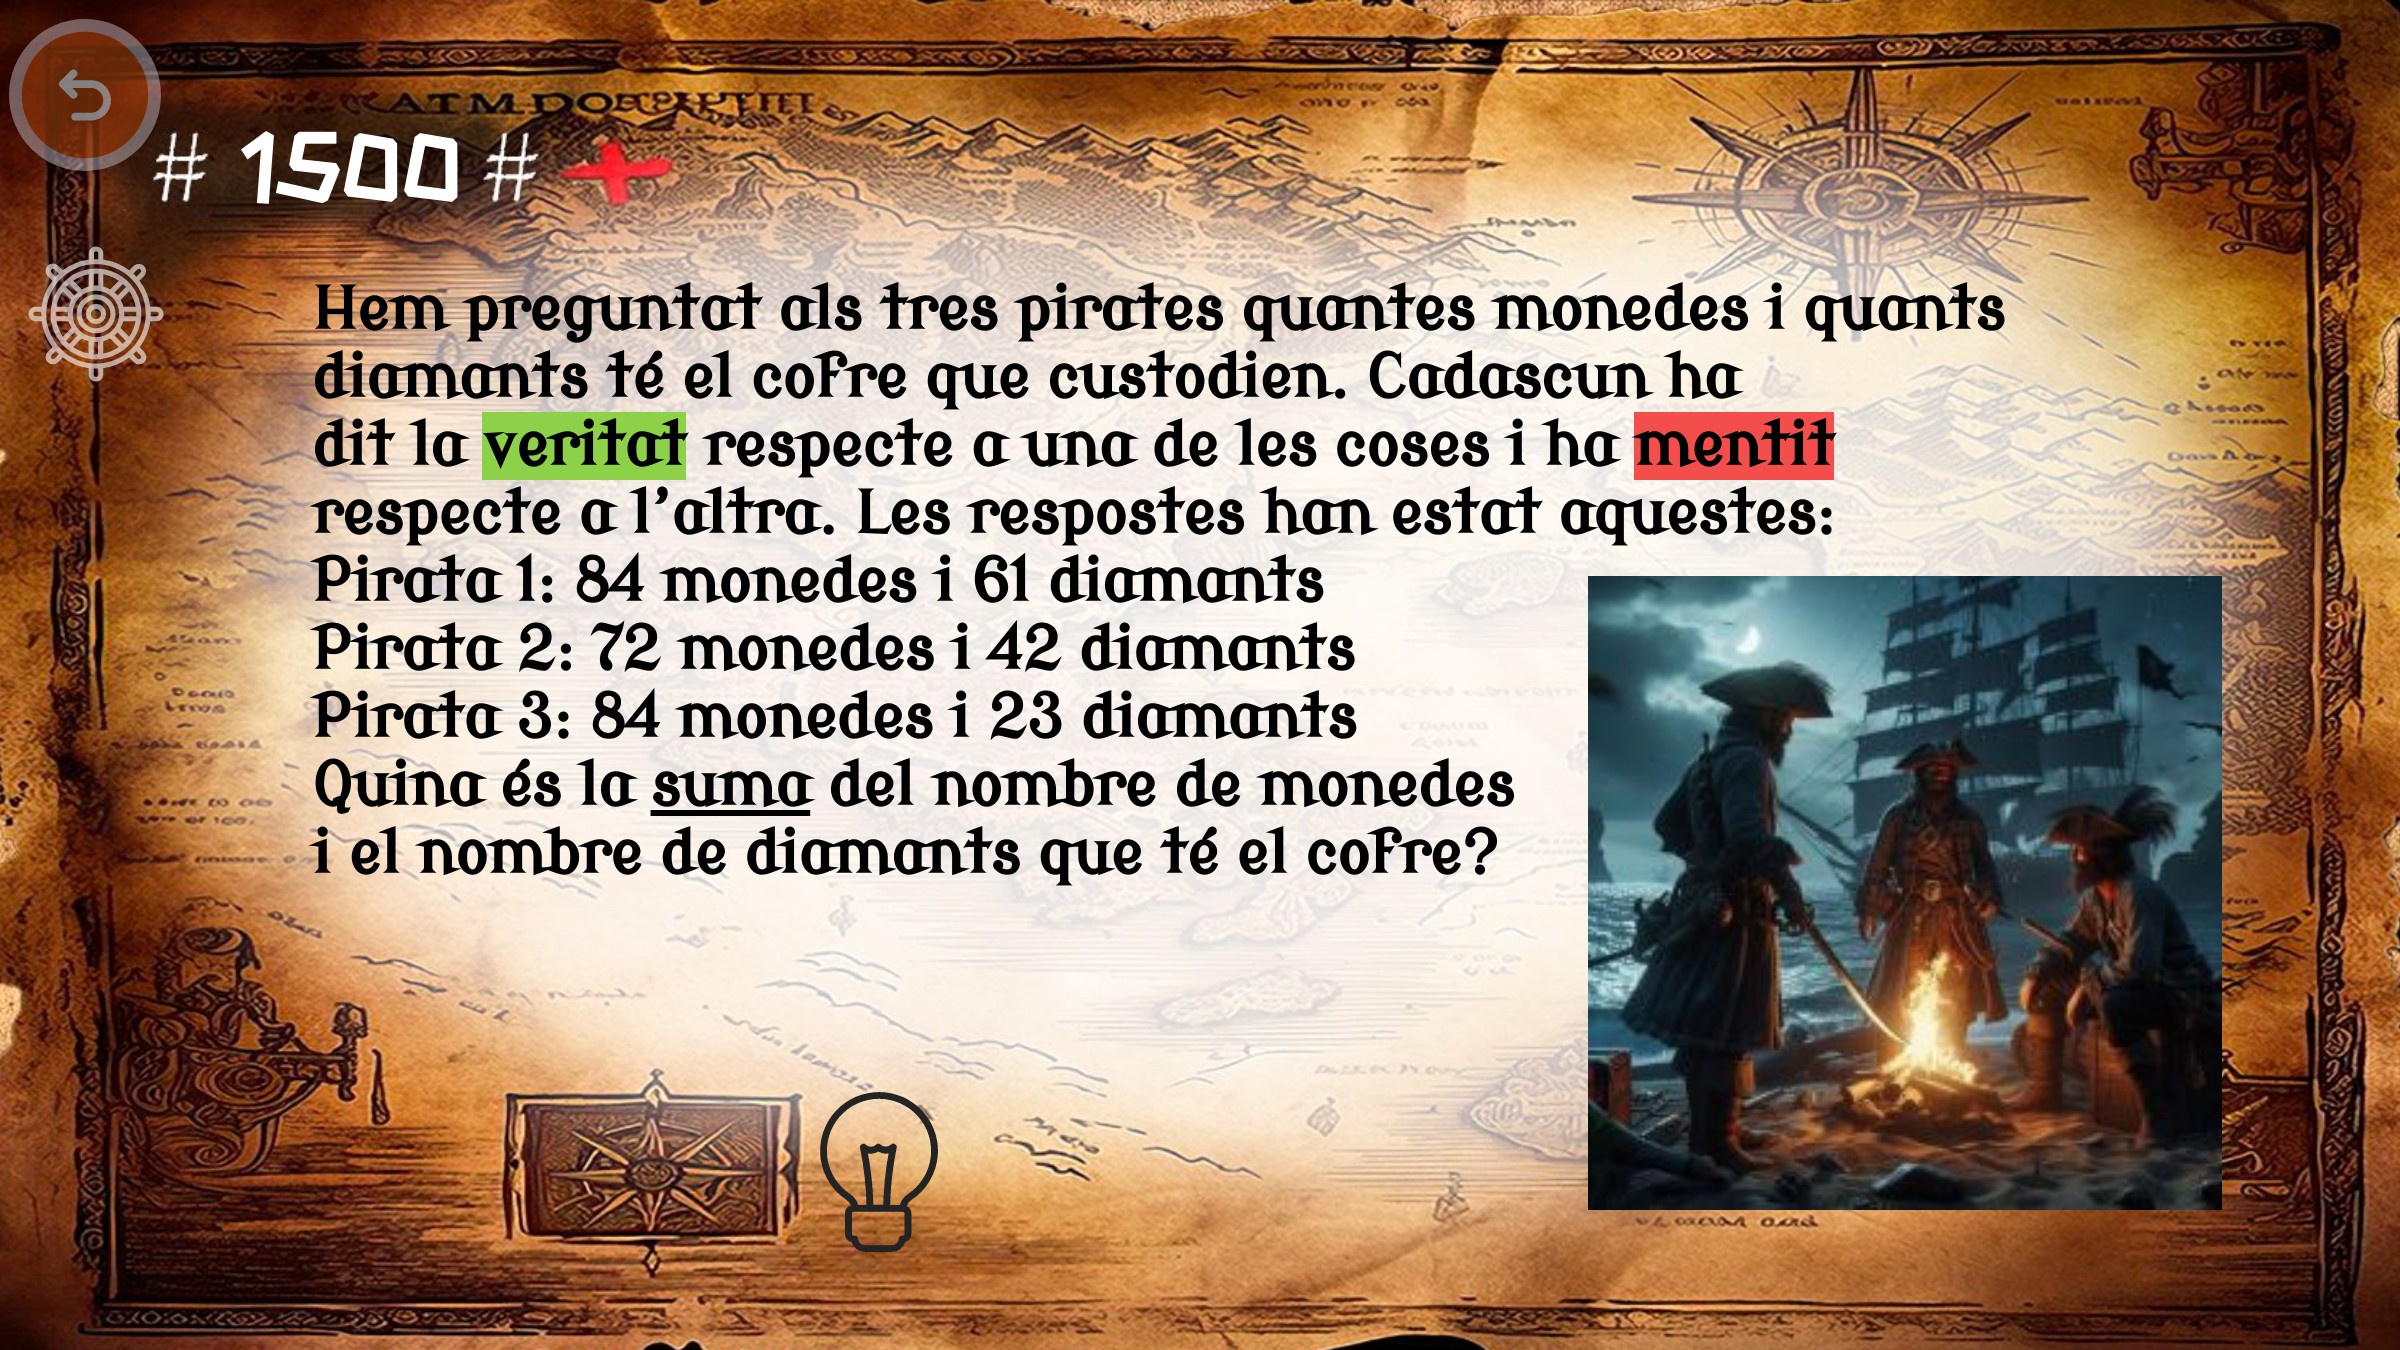 # 1500 #
Hem preguntat als tres pirates quantes monedes i quants
diamants té el cofre que custodien. Cadascun ha
dit la veritat respecte a una de les coses i ha mentit
respecte a l’altra. Les respostes han estat aquestes:
Pirata 1: 84 monedes i 61 diamants
Pirata 2: 72 monedes i 42 diamants
Pirata 3: 84 monedes i 23 diamants
Quina és la suma del nombre de monedes
i el nombre de diamants que té el cofre?